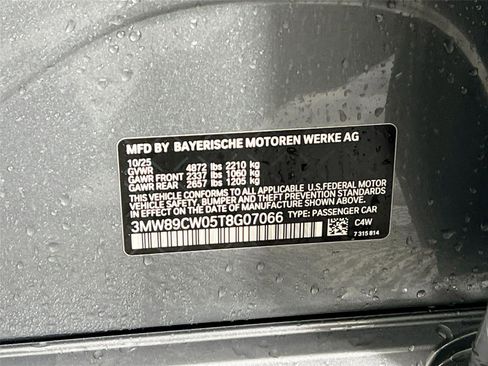 MFD BY BAYERISCHE MOTOREN WERKE AG
10/25
GVWR 4872 lbs 2210 kg
GAWR FRONT 2337 lbs 1060 kg
GAWR REAR 2657 lbs 1205 kg
THIS VEHICLE CONFORMS TO ALL APPLICABLE U.S.FEDERAL MOTOR
VEHICLE SAFETY, BUMPER, AND THEFT PREVENTION STANDARDS
IN EFFECT ON THE DATE OF MANUFACTURE SHOWN ABOVE.
3MW89CW05T8G07066 TYPE: PASSENGER CAR
C4W
7 315 814